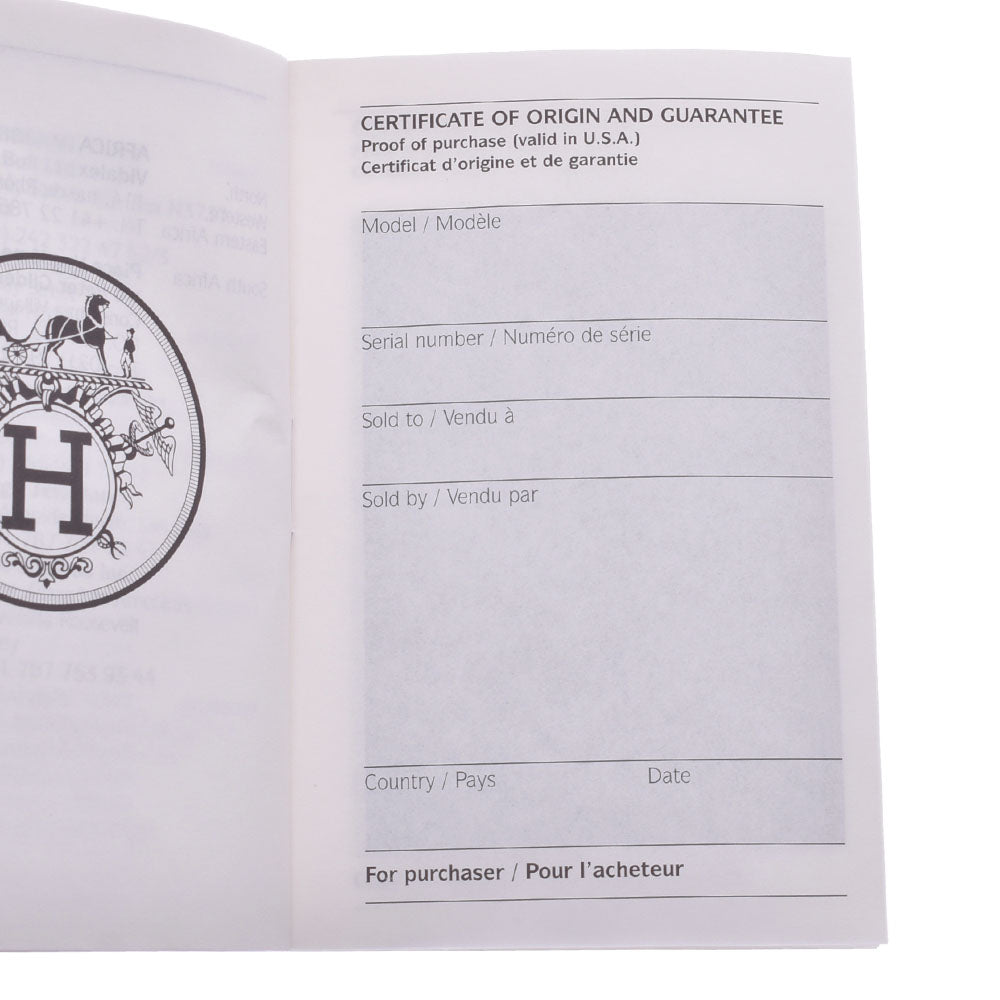 H
CERTIFICATE OF ORIGIN AND GUARANTEE
Proof of purchase (valid in U.S.A.)
Certificat d'origine et de garantie
Model / Modèle
Serial number / Numéro de série
Sold to / Vendu à
Sold by / Vendu par
Country / Pays Date
For purchaser / Pour l'acheteur